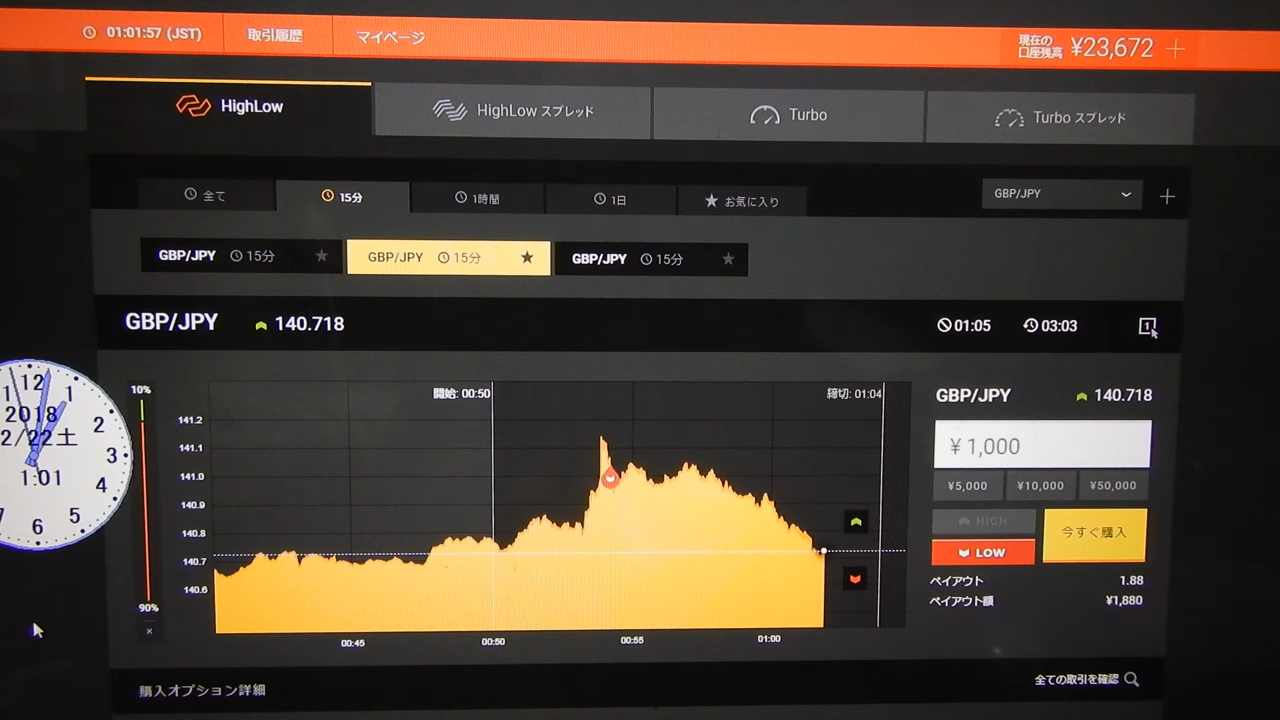 01:01:57 (JST) 取引履歴 マイページ 現在の口座残高 ¥23,672
HighLow HighLow スプレッド Turbo Turbo スプレッド
全て 15分 1時間 1日 お気に入り GBP/JPY
GBP/JPY 15分 GBP/JPY 15分 GBP/JPY 15分
GBP/JPY 140.718 01:05 03:03 1
10%
90%
×
開始: 00:50 締切: 01:04
141.2
141.1
141.0
140.9
140.8
140.7
140.6
00:45 00:50 00:55 01:00
GBP/JPY 140.718
¥ 1,000
¥5,000 ¥10,000 ¥50,000
HIGH
LOW
今すぐ購入
ペイアウト 1.88
ペイアウト額 ¥1,880
12
1
2
3
4
5
6
2018
2/22土
1:01
購入オプション詳細 全ての取引を確認